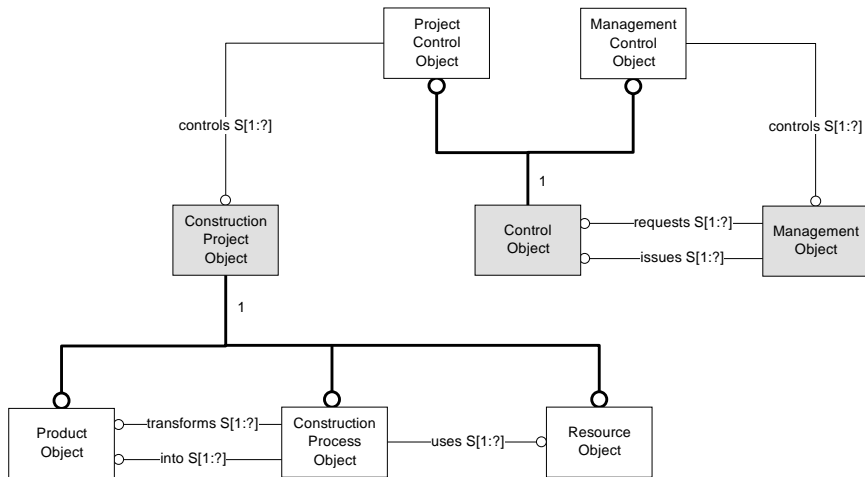 Project
Control
Object
Management
Control
Object
controls S[1:?]
controls S[1:?]
1
Construction
Project
Object
Control
Object
requests S[1:?]
issues S[1:?]
Management
Object
1
Product
Object
transforms S[1:?]
into S[1:?]
Construction
Process
Object
uses S[1:?]
Resource
Object